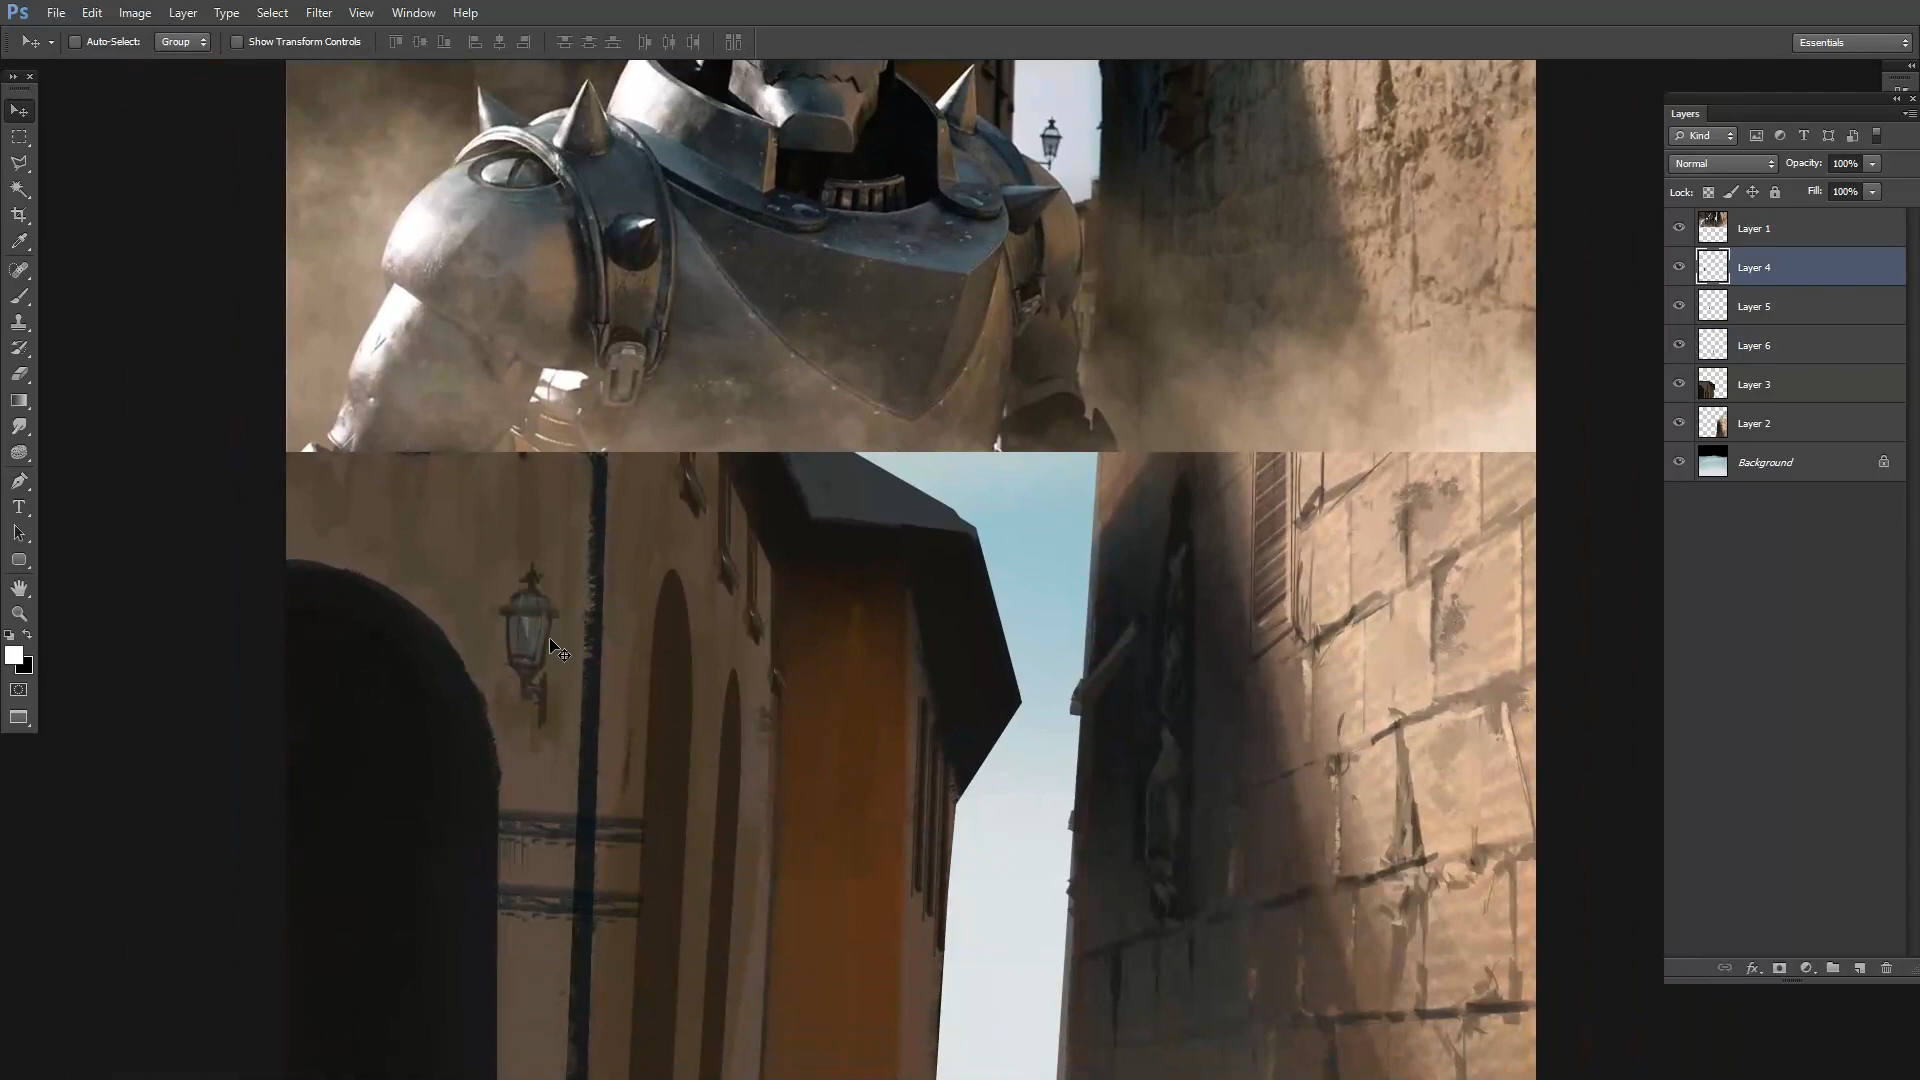 Ps File Edit Image Layer Type Select Filter View Window Help
Auto-Select: Group Show Transform Controls Essentials
Layers
Kind
Normal Opacity: 100%
Lock: Fill: 100%
Layer 1
Layer 4
Layer 5
Layer 6
Layer 3
Layer 2
Background
fx
T